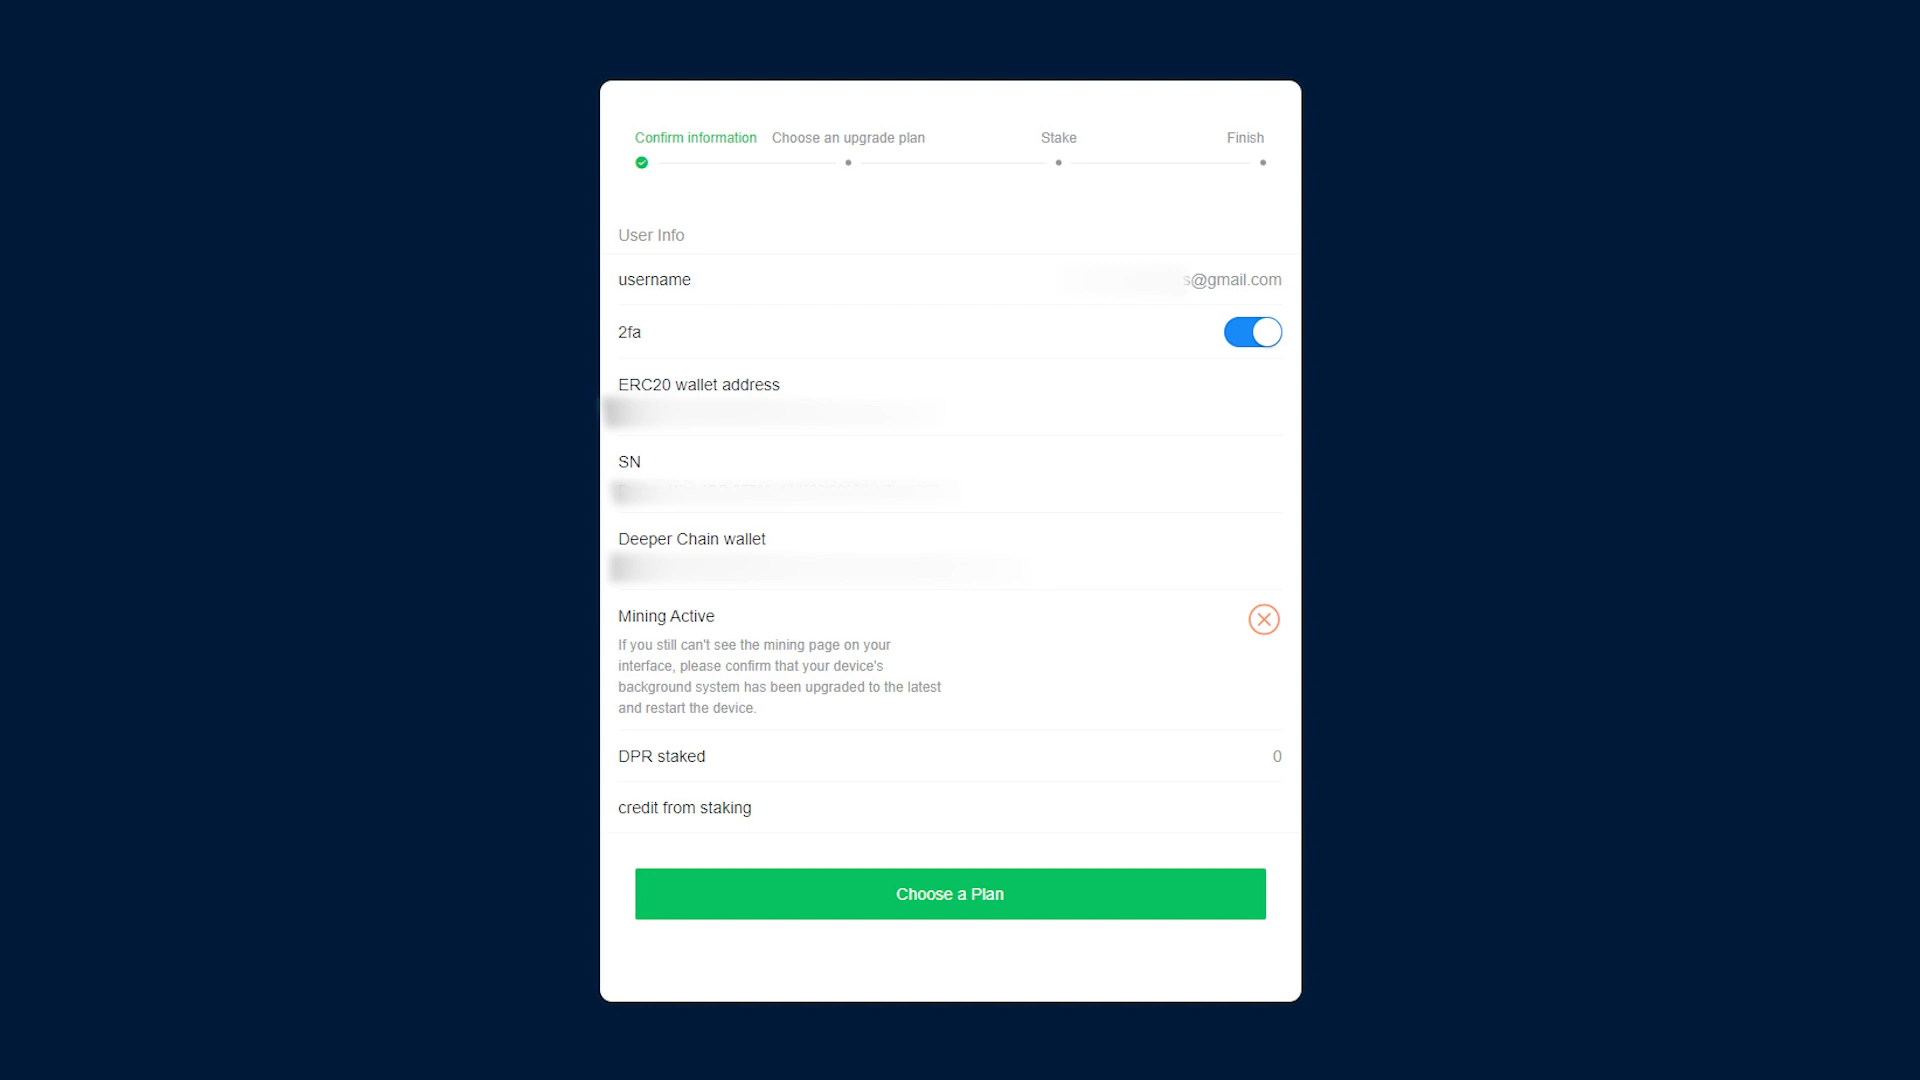 Confirm information
Choose an upgrade plan
Stake
Finish
User Info
username
s@gmail.com
2fa
ERC20 wallet address
SN
Deeper Chain wallet
Mining Active
If you still can't see the mining page on your
interface, please confirm that your device's
background system has been upgraded to the latest
and restart the device.
DPR staked
0
credit from staking
Choose a Plan